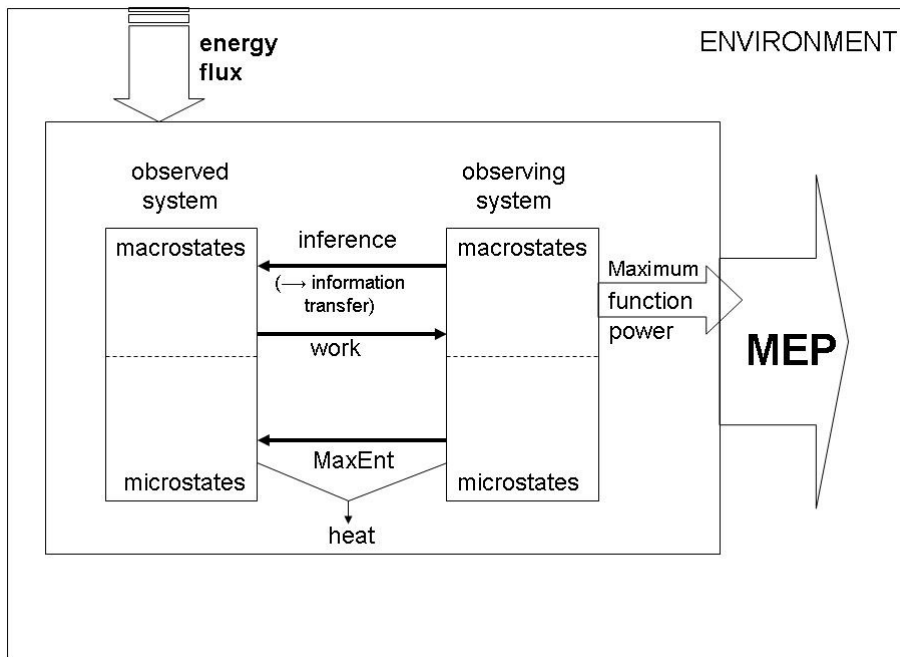 energy
flux
ENVIRONMENT
observed
system
observing
system
macrostates
inference
(→ information
transfer)
work
MaxEnt
microstates
heat
macrostates
microstates
Maximum
function
power
MEP